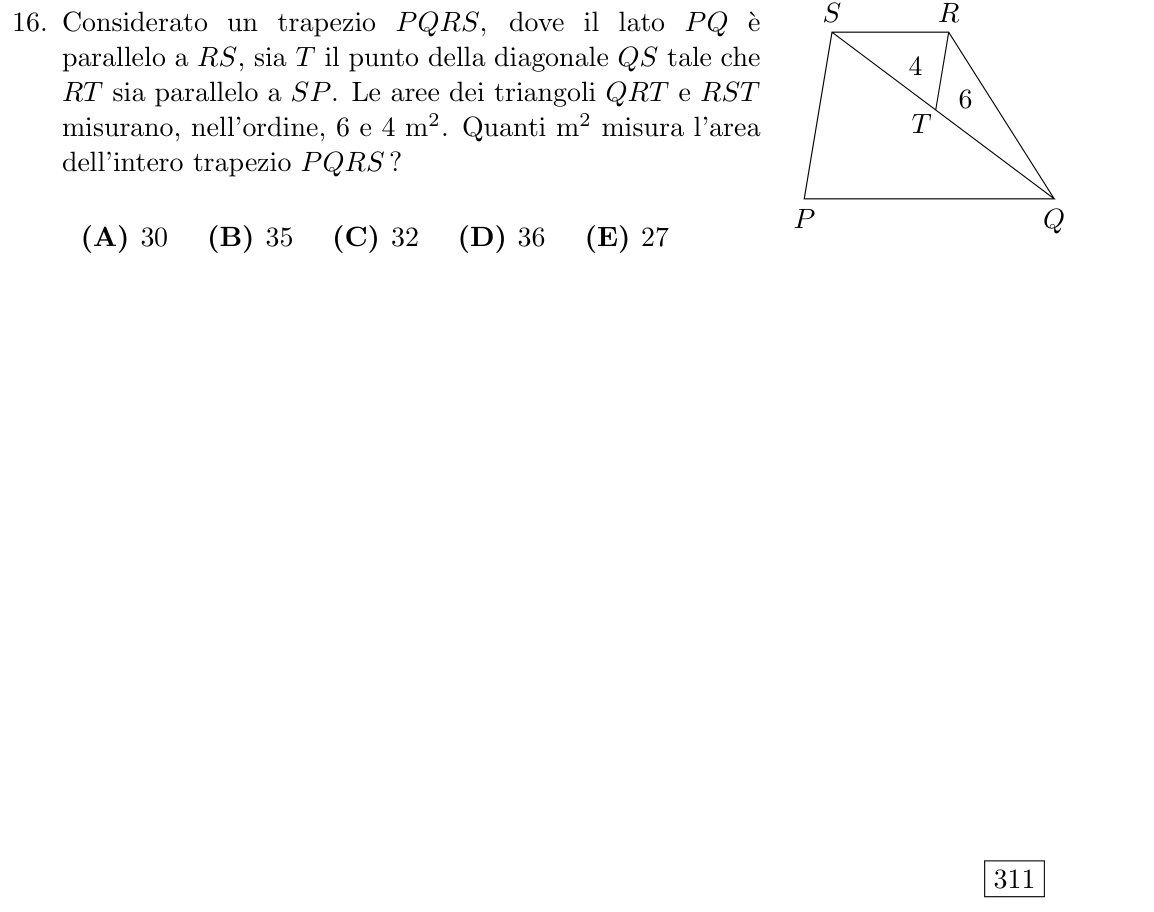 16. Considerato un trapezio PQRS, dove il lato PQ è
parallelo a RS, sia T il punto della diagonale QS tale che
RT sia parallelo a SP. Le aree dei triangoli QRT e RST
misurano, nell'ordine, 6 e 4 m². Quanti m² misura l'area
dell'intero trapezio PQRS?
(A) 30 (B) 35 (C) 32 (D) 36 (E) 27
S R
4
6
T
P Q
311